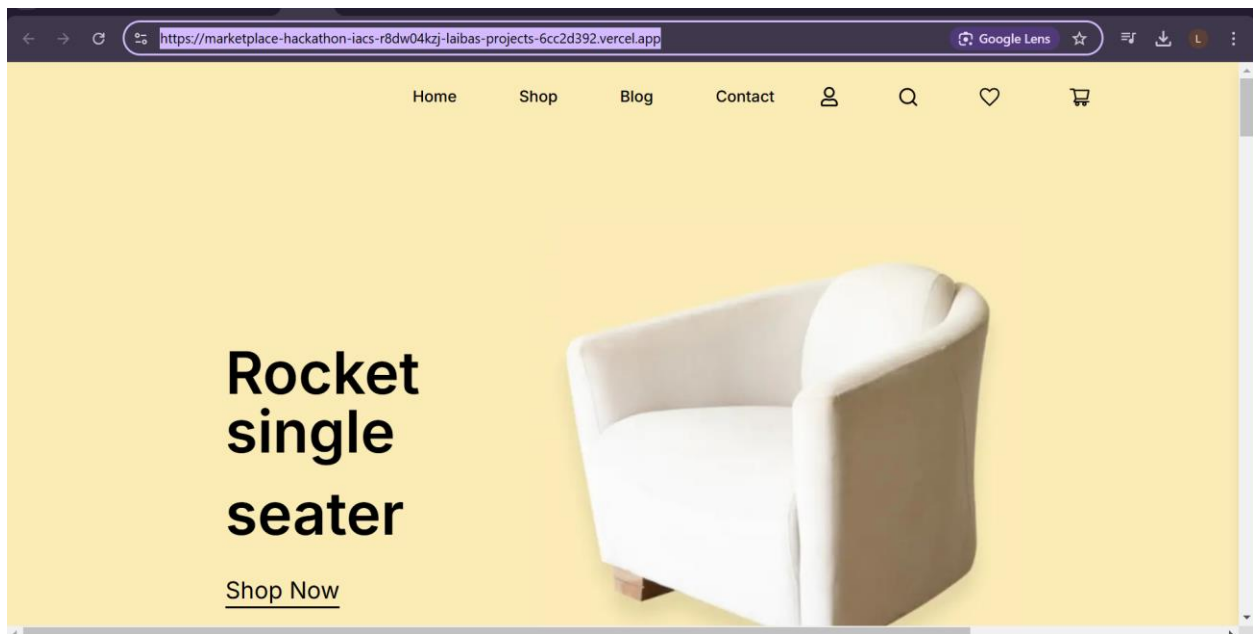 https://marketplace-hackathon-iacs-r8dw04kzj-laibas-projects-6cc2d392.vercel.app
Google Lens
L
Home Shop Blog Contact
Rocket
single
seater
Shop Now